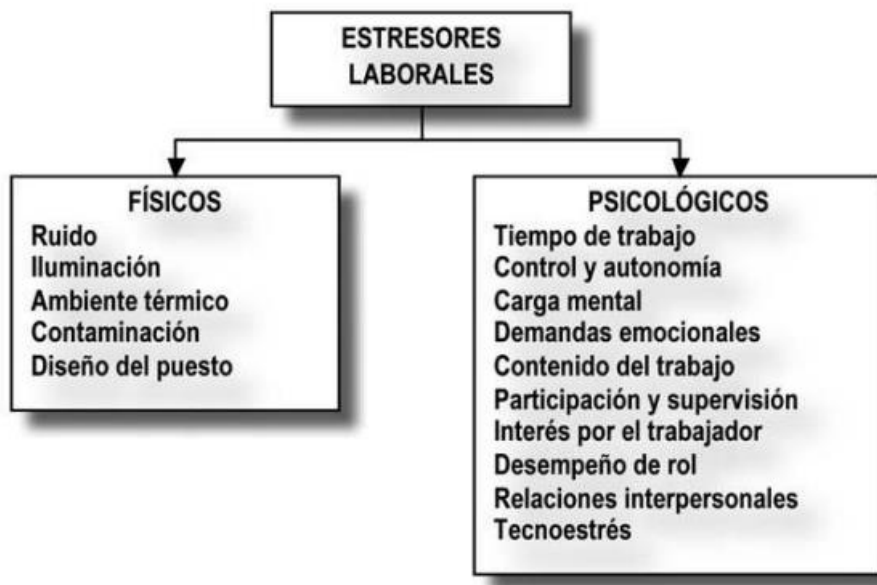 ESTRESORES
LABORALES
FÍSICOS
Ruido
Iluminación
Ambiente térmico
Contaminación
Diseño del puesto
PSICOLÓGICOS
Tiempo de trabajo
Control y autonomía
Carga mental
Demandas emocionales
Contenido del trabajo
Participación y supervisión
Interés por el trabajador
Desempeño de rol
Relaciones interpersonales
Tecnoestrés